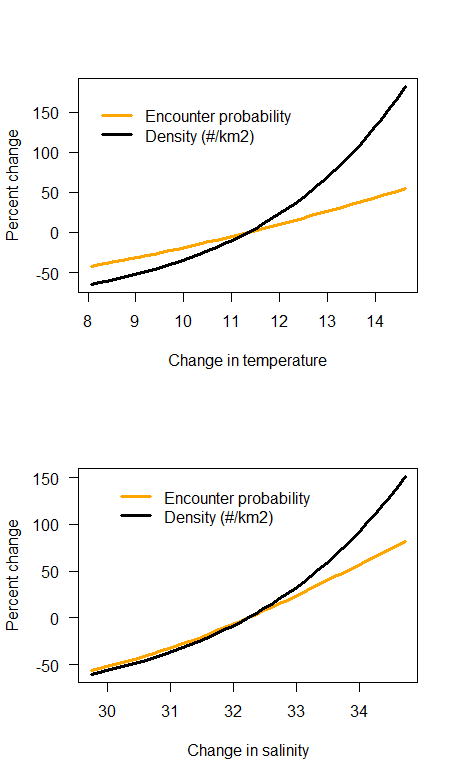 Percent change
150
100
50
0
-50
Encounter probability
Density (#/km2)
8 9 10 11 12 13 14
Change in temperature
Percent change
150
100
50
0
-50
Encounter probability
Density (#/km2)
30 31 32 33 34
Change in salinity